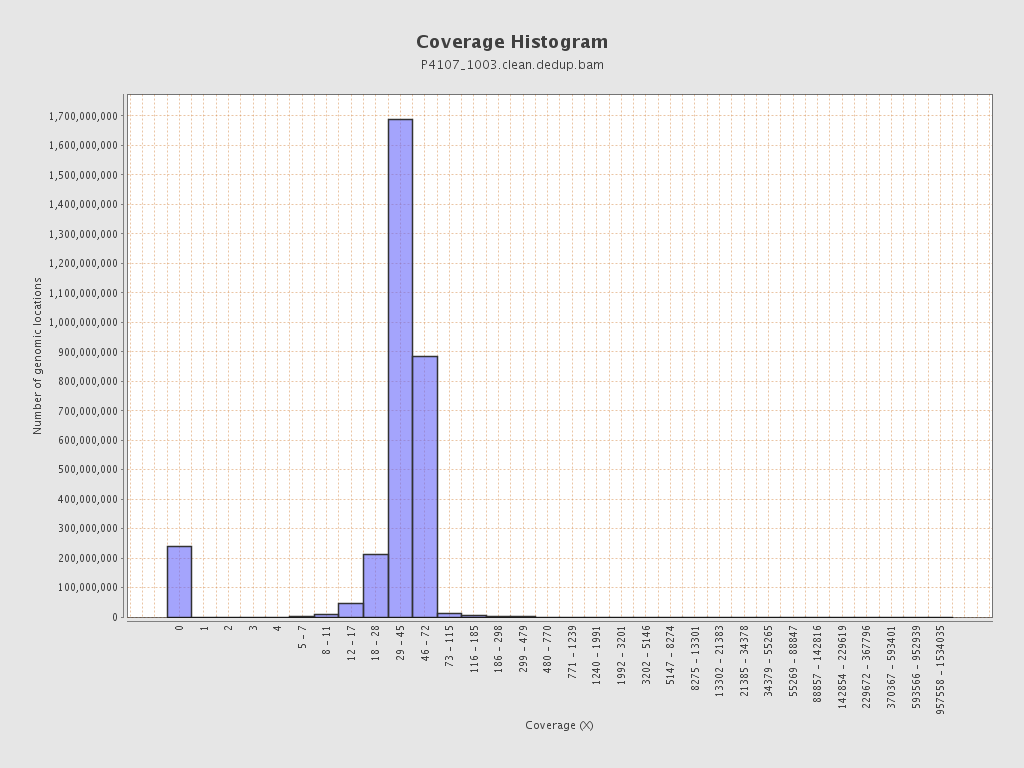 Coverage Histogram
P4107_1003.clean.dedup.bam
Number of genomic locations
1,700,000,000
1,600,000,000
1,500,000,000
1,400,000,000
1,300,000,000
1,200,000,000
1,100,000,000
1,000,000,000
900,000,000
800,000,000
700,000,000
600,000,000
500,000,000
400,000,000
300,000,000
200,000,000
100,000,000
0
0
1
2
3
4
5 - 7
8 - 11
12 - 17
18 - 28
29 - 45
46 - 72
73 - 115
116 - 185
186 - 298
299 - 479
480 - 770
771 - 1239
1240 - 1991
1992 - 3201
3202 - 5146
5147 - 8274
8275 - 13301
13302 - 21383
21385 - 34378
34379 - 55265
55269 - 88847
88857 - 142816
142854 - 229619
229672 - 367796
370367 - 593401
593566 - 952939
957558 - 1534035
Coverage (X)